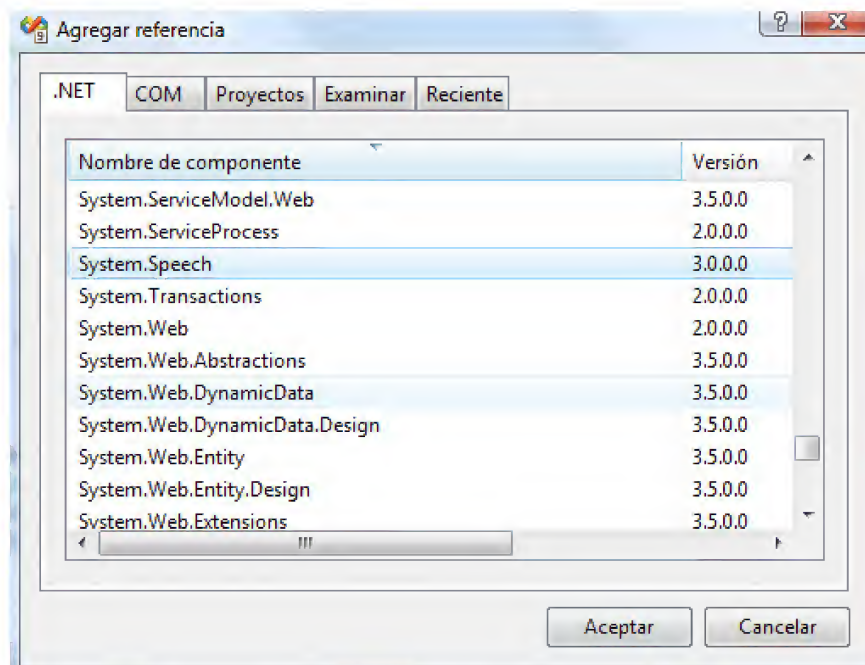 Agregar referencia
.NET COM Proyectos Examinar Reciente
Nombre de componente Versión
System.ServiceModel.Web 3.5.0.0
System.ServiceProcess 2.0.0.0
System.Speech 3.0.0.0
System.Transactions 2.0.0.0
System.Web 2.0.0.0
System.Web.Abstractions 3.5.0.0
System.Web.DynamicData 3.5.0.0
System.Web.DynamicData.Design 3.5.0.0
System.Web.Entity 3.5.0.0
System.Web.Entity.Design 3.5.0.0
System.Web.Extensions 3.5.0.0
Aceptar Cancelar